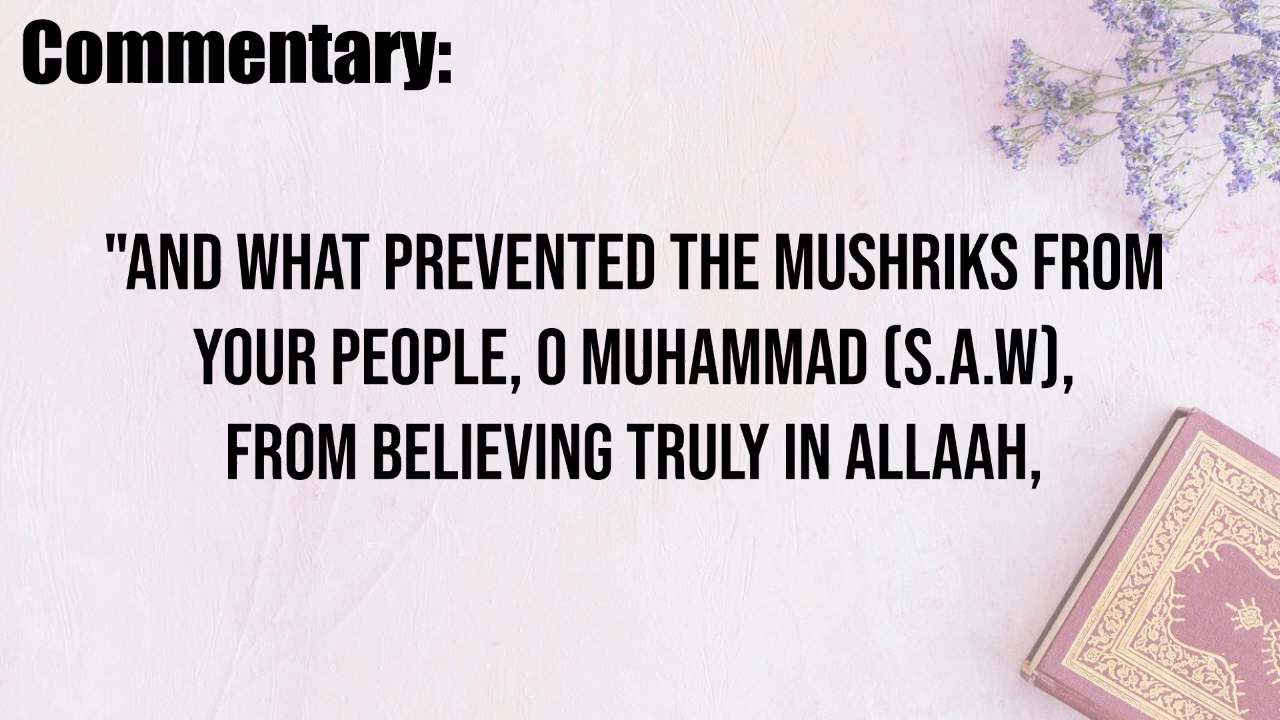 Commentary:
"AND WHAT PREVENTED THE MUSHRIKS FROM
YOUR PEOPLE, O MUHAMMAD (S.A.W),
FROM BELIEVING TRULY IN ALLAAH,